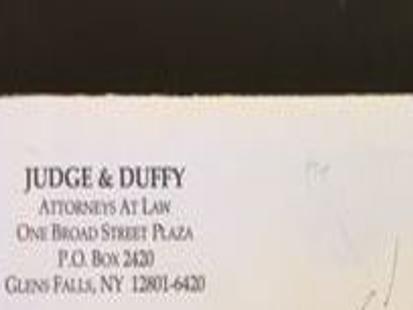 JUDGE & DUFFY
ATTORNEYS AT LAW
ONE BROAD STREET PLAZA
P.O. BOX 2420
GLENS FALLS, NY 12801-6420